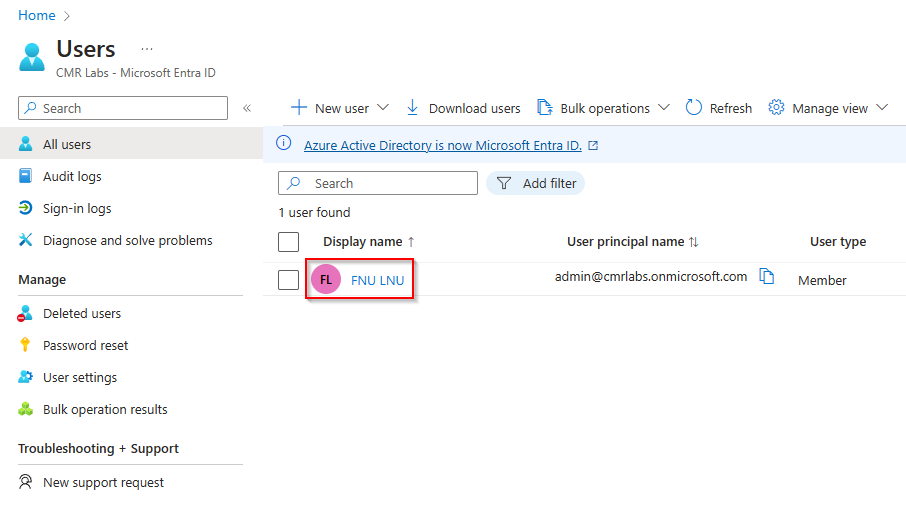 Home
Users ...
CMR Labs - Microsoft Entra ID
Search
All users
Audit logs
Sign-in logs
Diagnose and solve problems
Manage
Deleted users
Password reset
User settings
Bulk operation results
Troubleshooting + Support
New support request
New user Download users Bulk operations Refresh Manage view
Azure Active Directory is now Microsoft Entra ID.
Search Add filter
1 user found
Display name ↑ User principal name ↑↓ User type
FL FNU LNU admin@cmrlabs.onmicrosoft.com Member